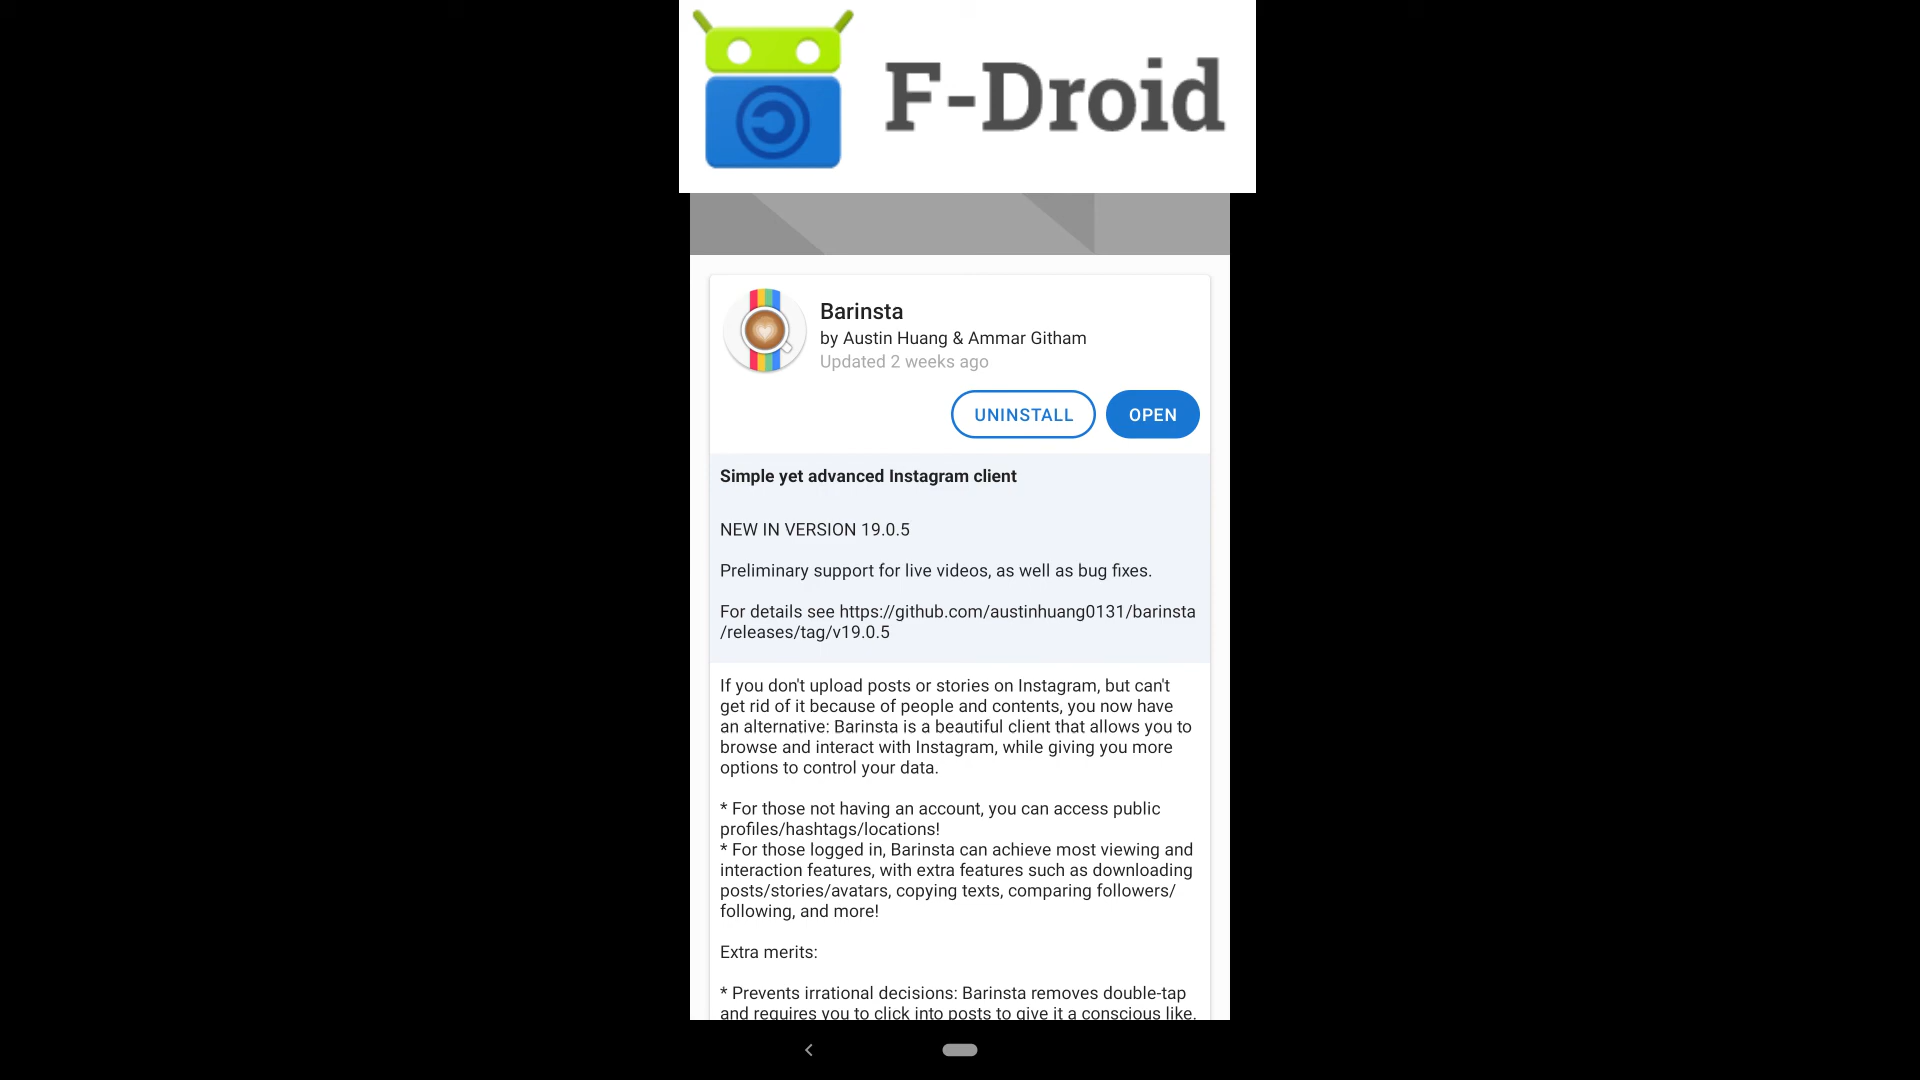 F-Droid
Barinsta
by Austin Huang & Ammar Githam
Updated 2 weeks ago
UNINSTALL
OPEN
Simple yet advanced Instagram client
NEW IN VERSION 19.0.5
Preliminary support for live videos, as well as bug fixes.
For details see https://github.com/austinhuang0131/barinsta
/releases/tag/v19.0.5
If you don't upload posts or stories on Instagram, but can't
get rid of it because of people and contents, you now have
an alternative: Barinsta is a beautiful client that allows you to
browse and interact with Instagram, while giving you more
options to control your data.
* For those not having an account, you can access public
profiles/hashtags/locations!
* For those logged in, Barinsta can achieve most viewing and
interaction features, with extra features such as downloading
posts/stories/avatars, copying texts, comparing followers/
following, and more!
Extra merits:
* Prevents irrational decisions: Barinsta removes double-tap
and requires you to click into posts to give it a conscious like.